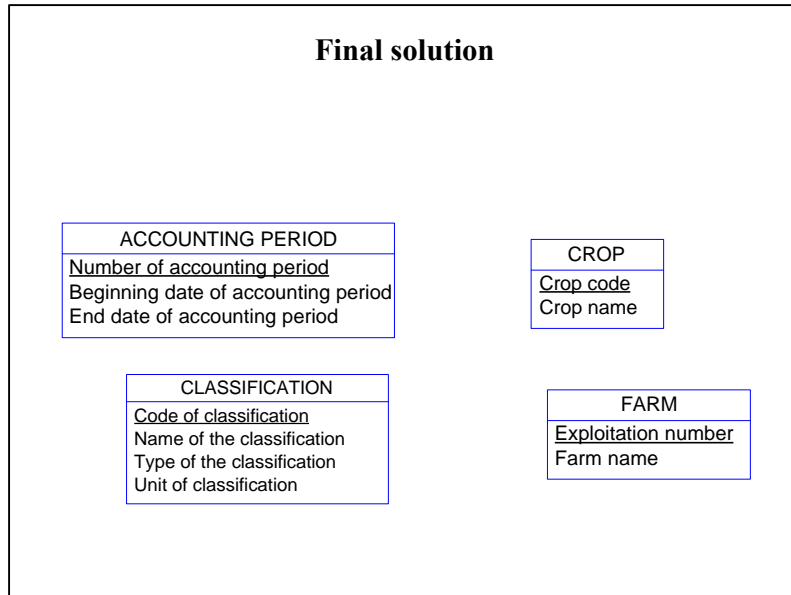 Final solution
ACCOUNTING PERIOD
Number of accounting period
Beginning date of accounting period
End date of accounting period
CROP
Crop code
Crop name
CLASSIFICATION
Code of classification
Name of the classification
Type of the classification
Unit of classification
FARM
Exploitation number
Farm name